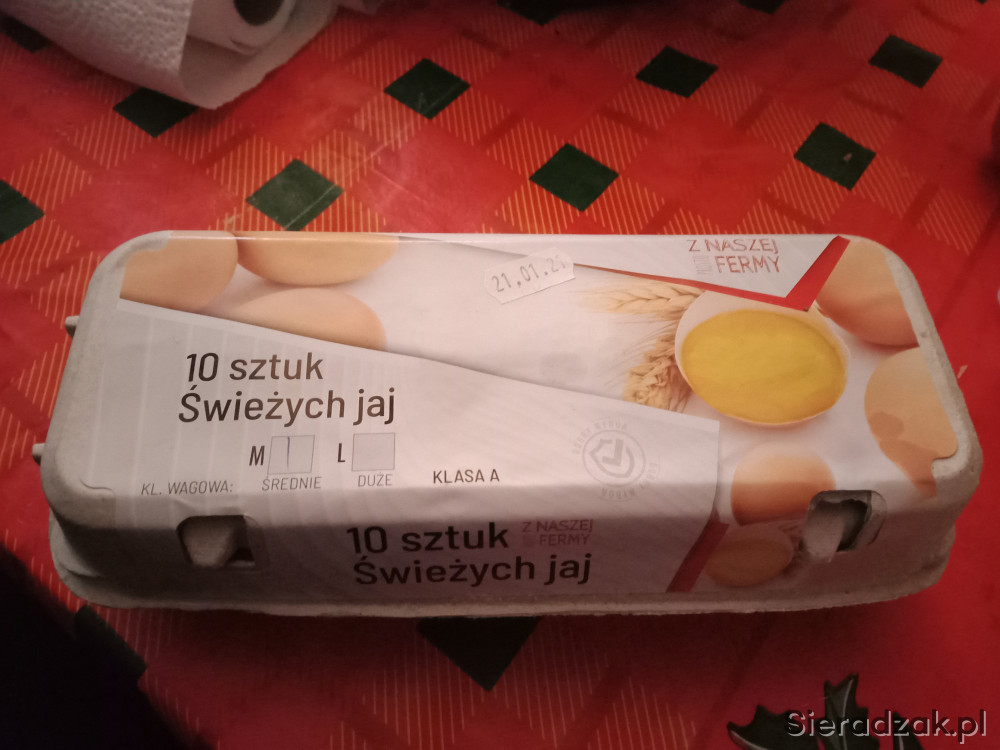 Z NASZEJ
FERMY
21.01.21
10 sztuk
Świeżych jaj
M L
KL. WAGOWA: ŚREDNIE DUŻE KLASA A
10 sztuk
Z NASZEJ
FERMY
Świeżych jaj
Sieradzak.pl